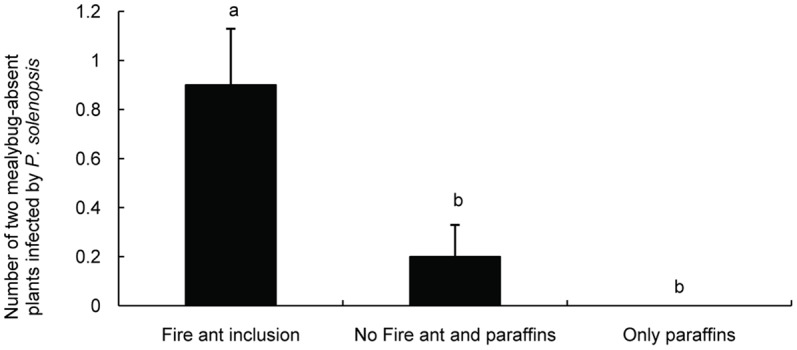 Number of two mealybug-absent
plants infected by P. solenopsis
1.2
1
0.8
0.6
0.4
0.2
0
a
b
b
Fire ant inclusion
No Fire ant and paraffins
Only paraffins